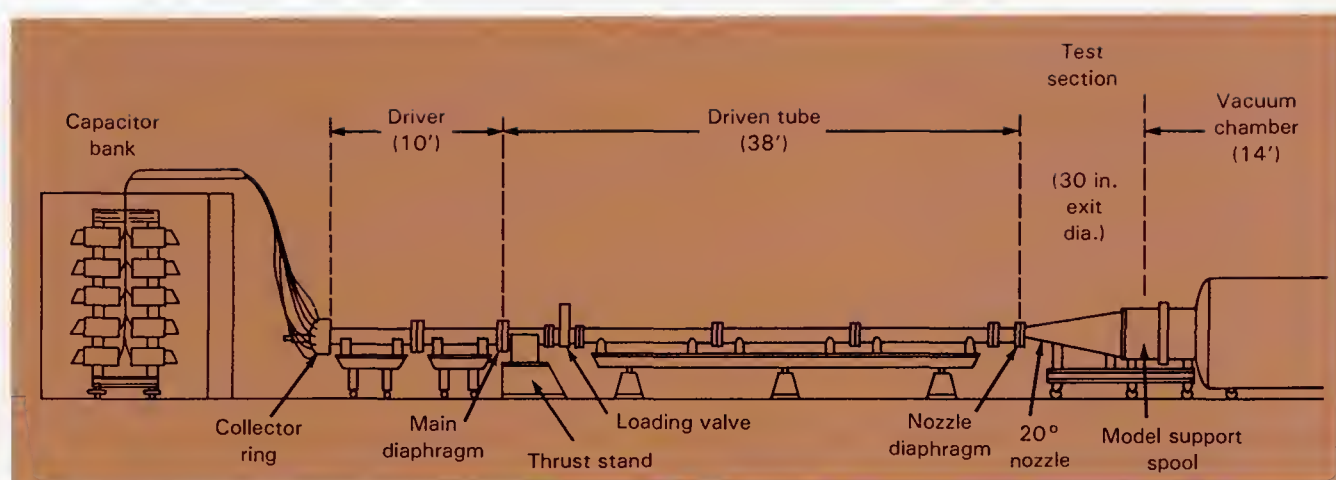 Capacitor
bank
Driver
(10')
Driven tube
(38')
Test
section
(30 in.
exit
dia.)
Vacuum
chamber
(14')
Collector
ring
Main
diaphragm
Thrust stand
Loading valve
Nozzle
diaphragm
20°
nozzle
Model support
spool